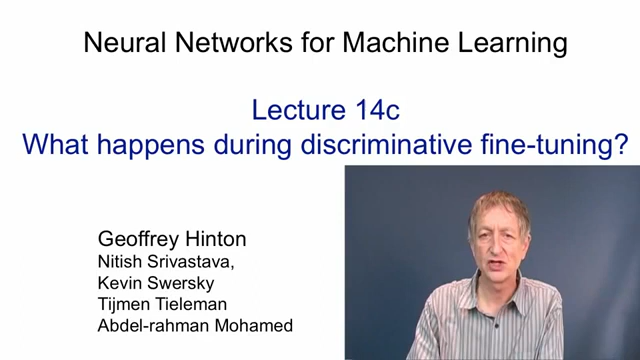 Neural Networks for Machine Learning
Lecture 14c
What happens during discriminative fine-tuning?
Geoffrey Hinton
Nitish Srivastava,
Kevin Swersky
Tijmen Tieleman
Abdel-rahman Mohamed